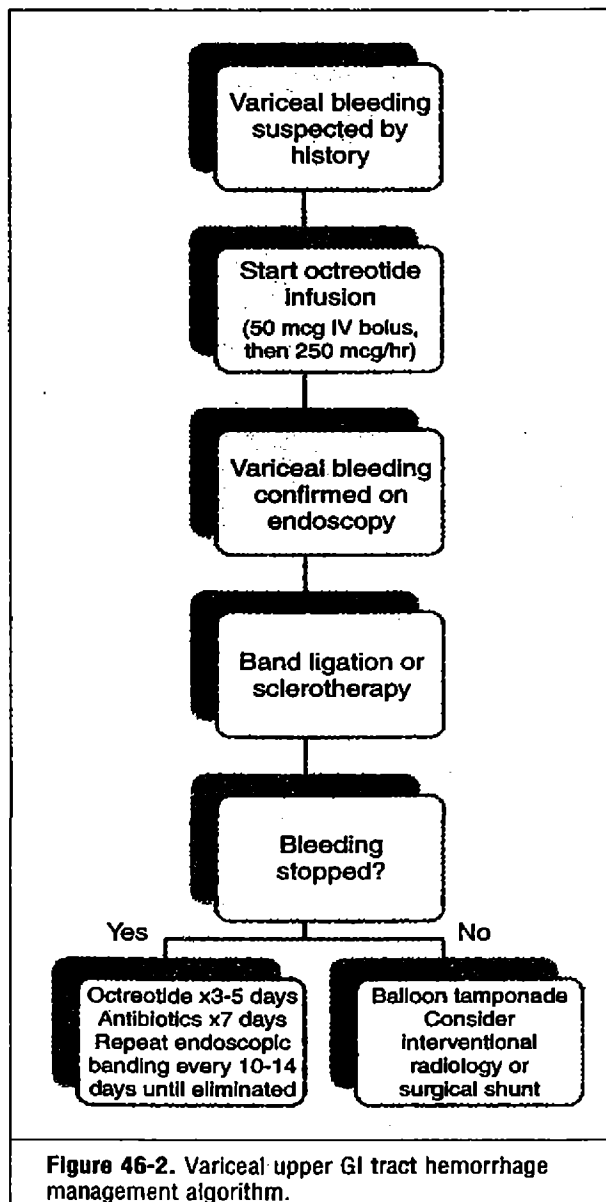 Variceal bleeding
suspected by
history
Start octreotide
infusion
(50 mcg IV bolus,
then 250 mcg/hr)
Variceal bleeding
confirmed on
endoscopy
Band ligation or
sclerotherapy
Bleeding
stopped?
Yes
No
Octreotide x3-5 days
Antibiotics x7 days
Repeat endoscopic
banding every 10-14
days until eliminated
Balloon tamponade
Consider
interventional
radiology or
surgical shunt
Figure 46-2. Variceal upper GI tract hemorrhage
management algorithm.